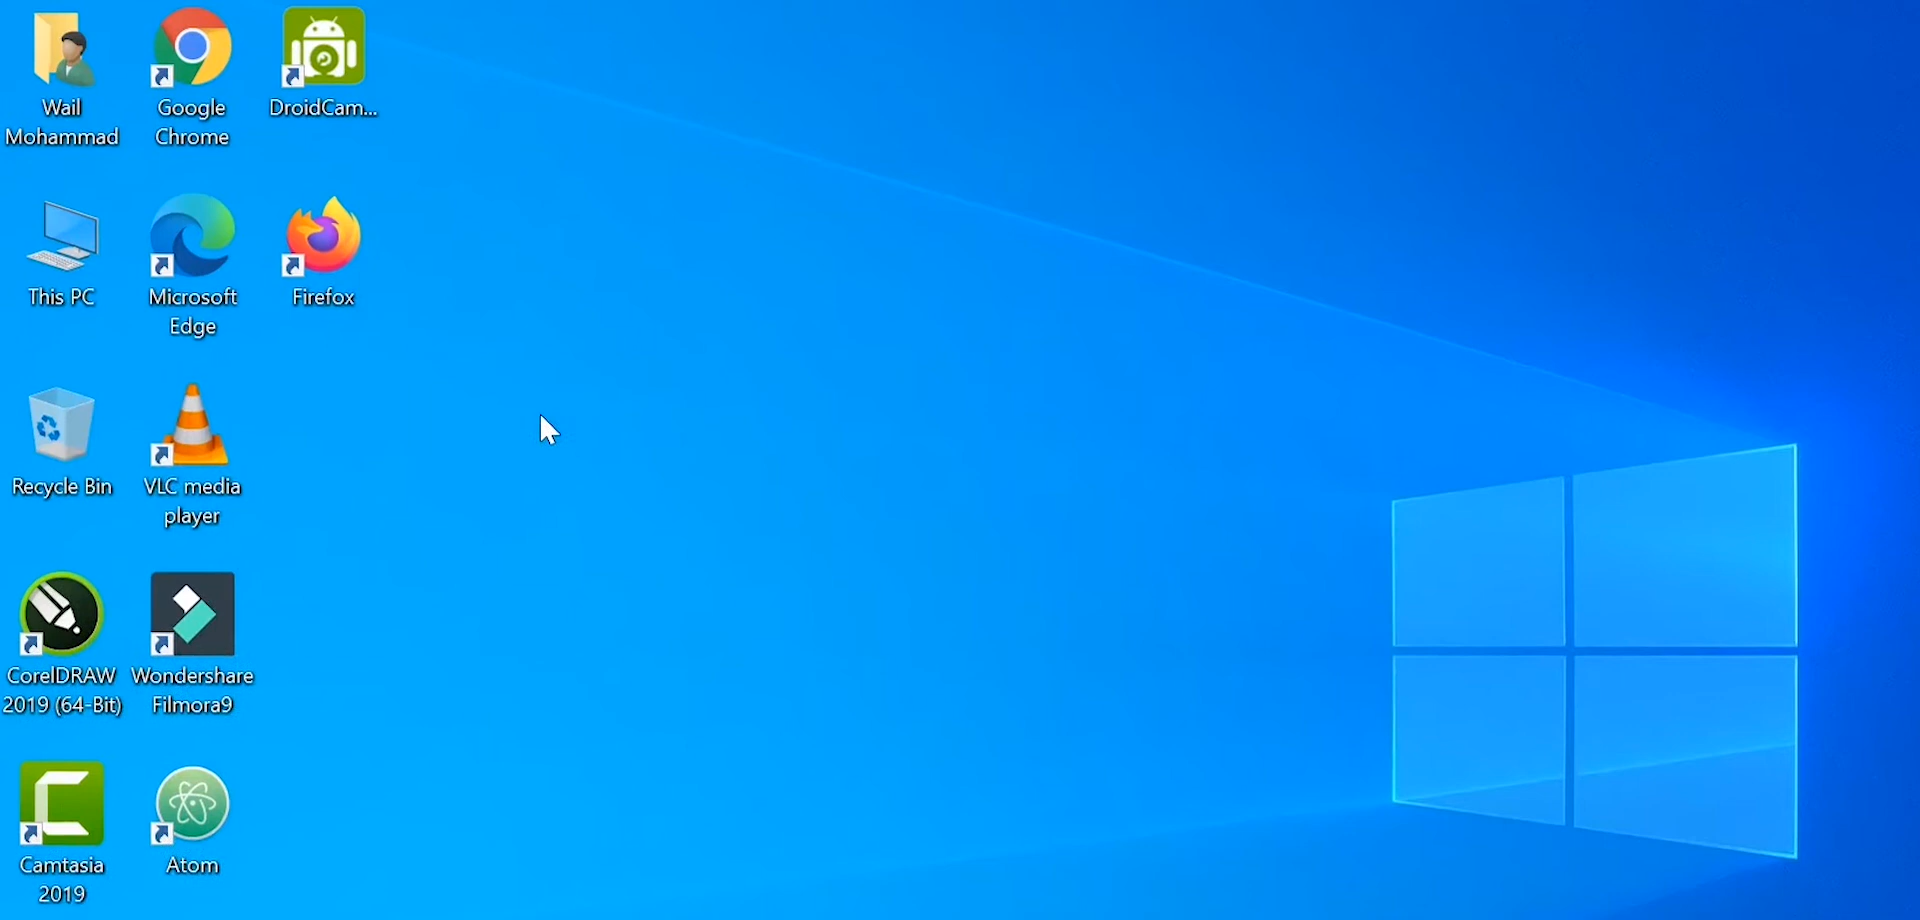 Wail
Mohammad
Google
Chrome
DroidCam...
This PC
Microsoft
Edge
Firefox
Recycle Bin
VLC media
player
CorelDRAW
2019 (64-Bit)
Wondershare
Filmora9
Camtasia
2019
Atom